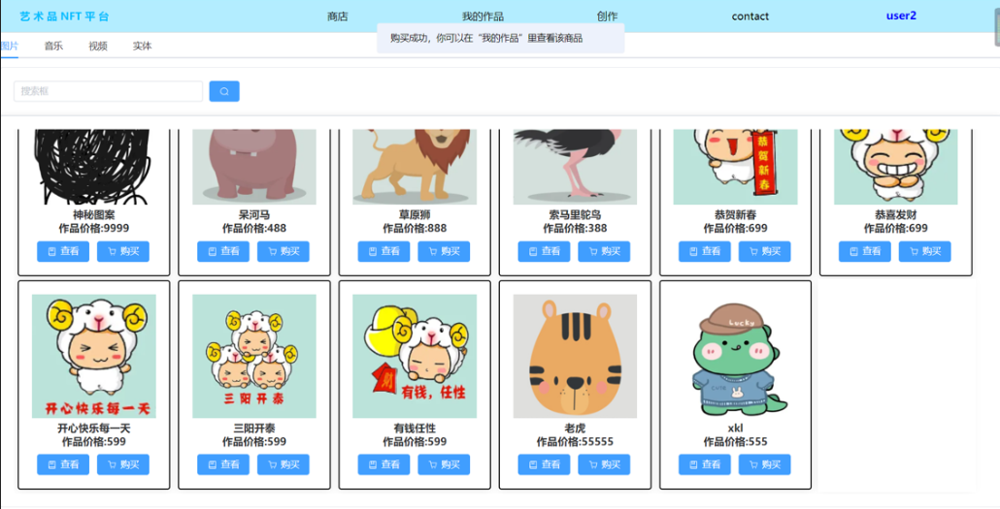 艺术品NFT平台
商店
我的作品
创作
contact
user2
购买成功，你可以在“我的作品”里查看该商品
图片
音乐
视频
实体
搜索框
恭贺新春
神秘图案
作品价格:9999
查看
购买
呆河马
作品价格:488
查看
购买
草原狮
作品价格:888
查看
购买
索马里鸵鸟
作品价格:388
查看
购买
恭贺新春
作品价格:699
查看
购买
恭喜发财
作品价格:699
查看
购买
开心快乐每一天
开心快乐每一天
作品价格:599
查看
购买
三阳开泰
三阳开泰
作品价格:599
查看
购买
财
有钱，任性
有钱任性
作品价格:599
查看
购买
老虎
作品价格:55555
查看
购买
Lucky
CUTE
xkl
作品价格:555
查看
购买